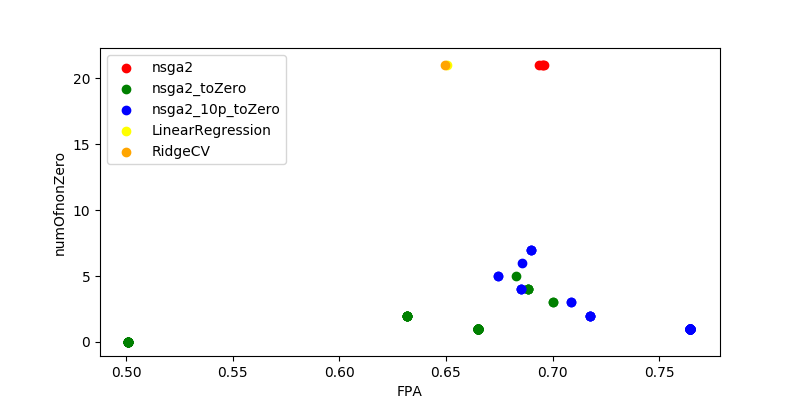 nsga2
nsga2_toZero
nsga2_10p_toZero
LinearRegression
RidgeCV
numOfnonZero
20
15
10
5
0
0.50 0.55 0.60 0.65 0.70 0.75
FPA